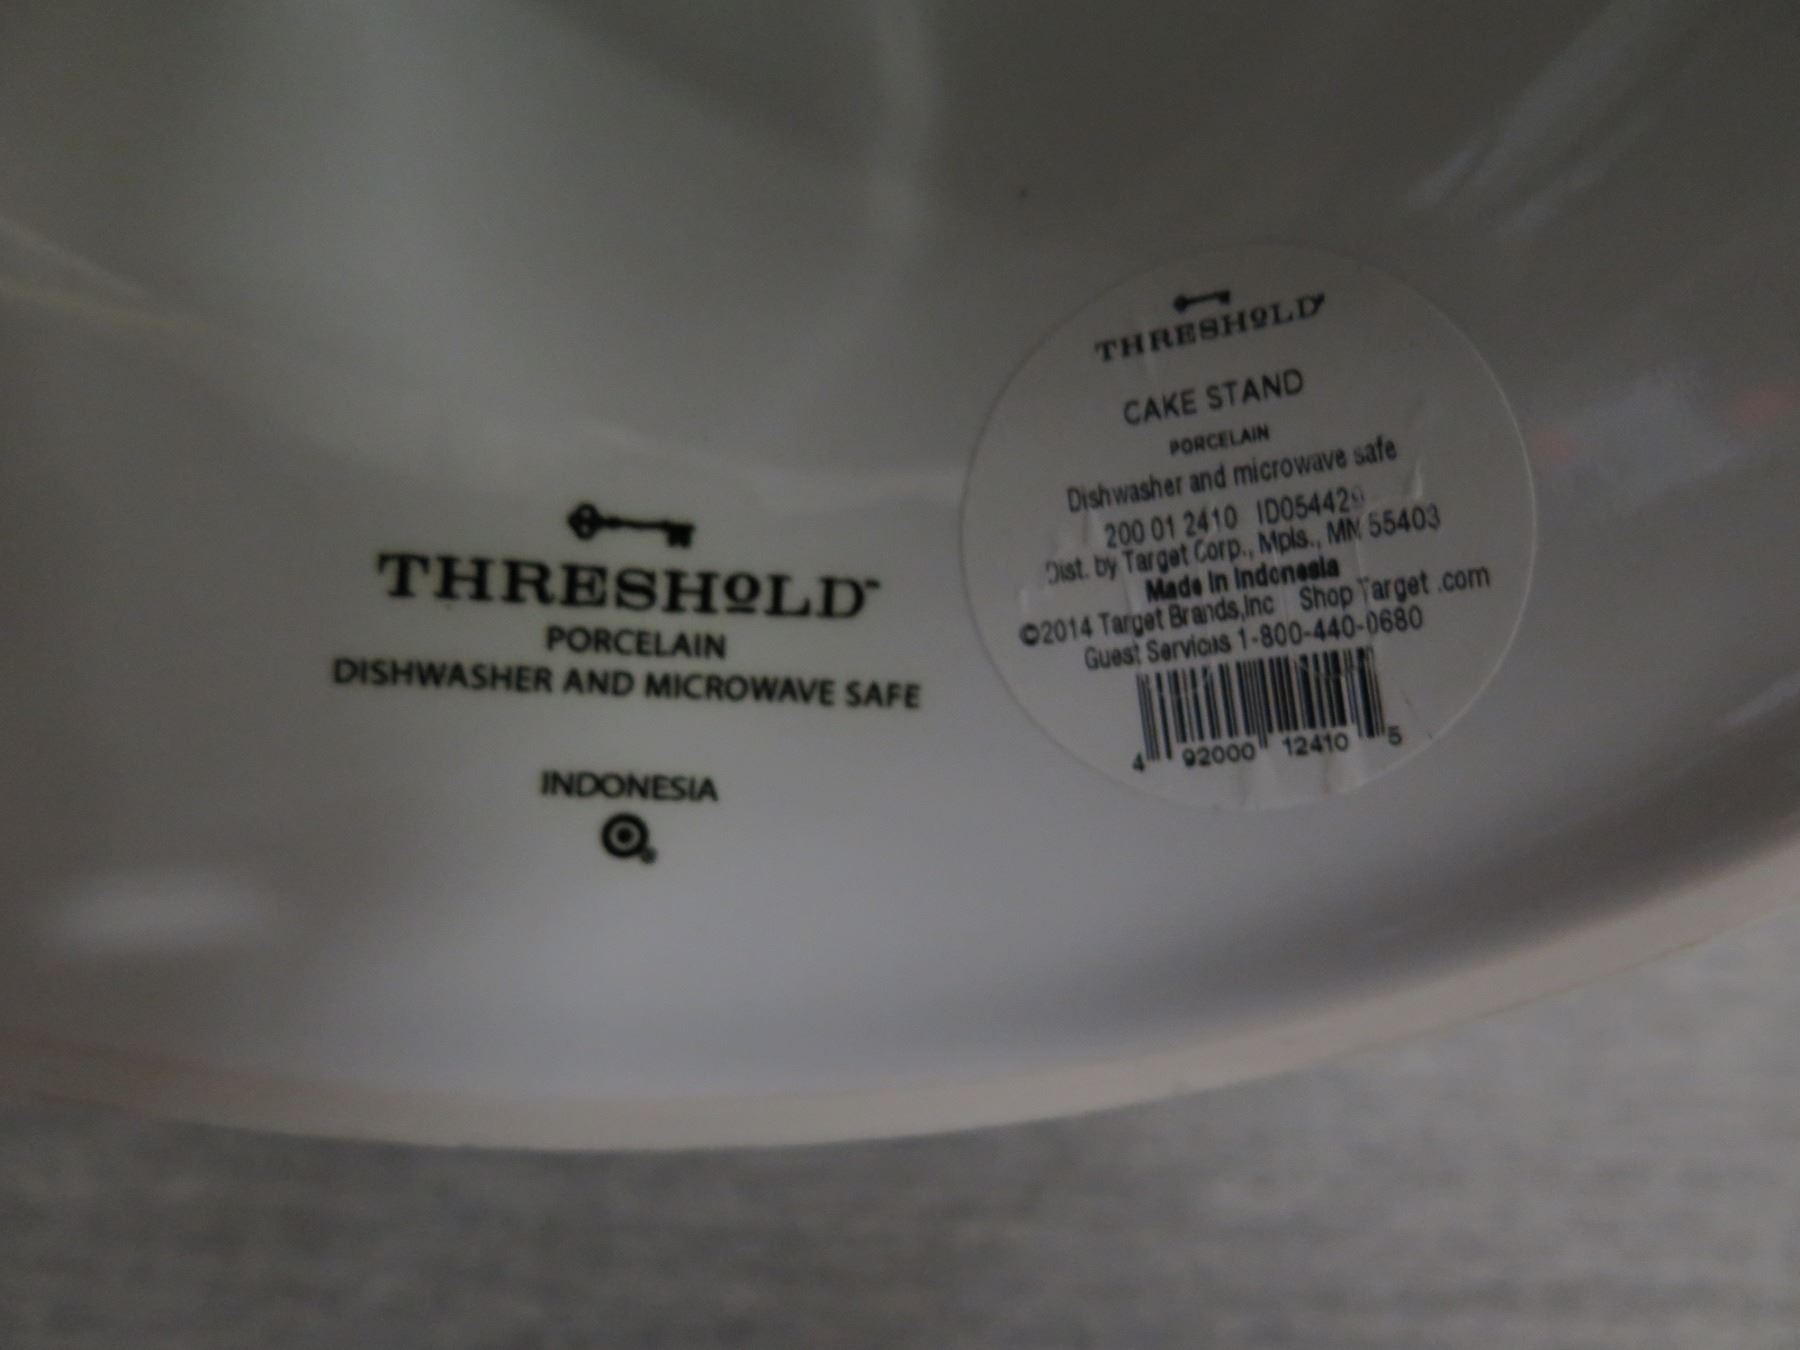 THRESHOLD™
PORCELAIN
DISHWASHER AND MICROWAVE SAFE
INDONESIA
THRESHOLD
CAKE STAND
PORCELAIN
Dishwasher and microwave safe
200 01 2410
Dist. by Target Corp., Mpls., MN 55403
Made in Indonesia
©2014 Target Brands,Inc Shop Target .com
Guest Services 1-800-440-0680
4 92000 12410 5